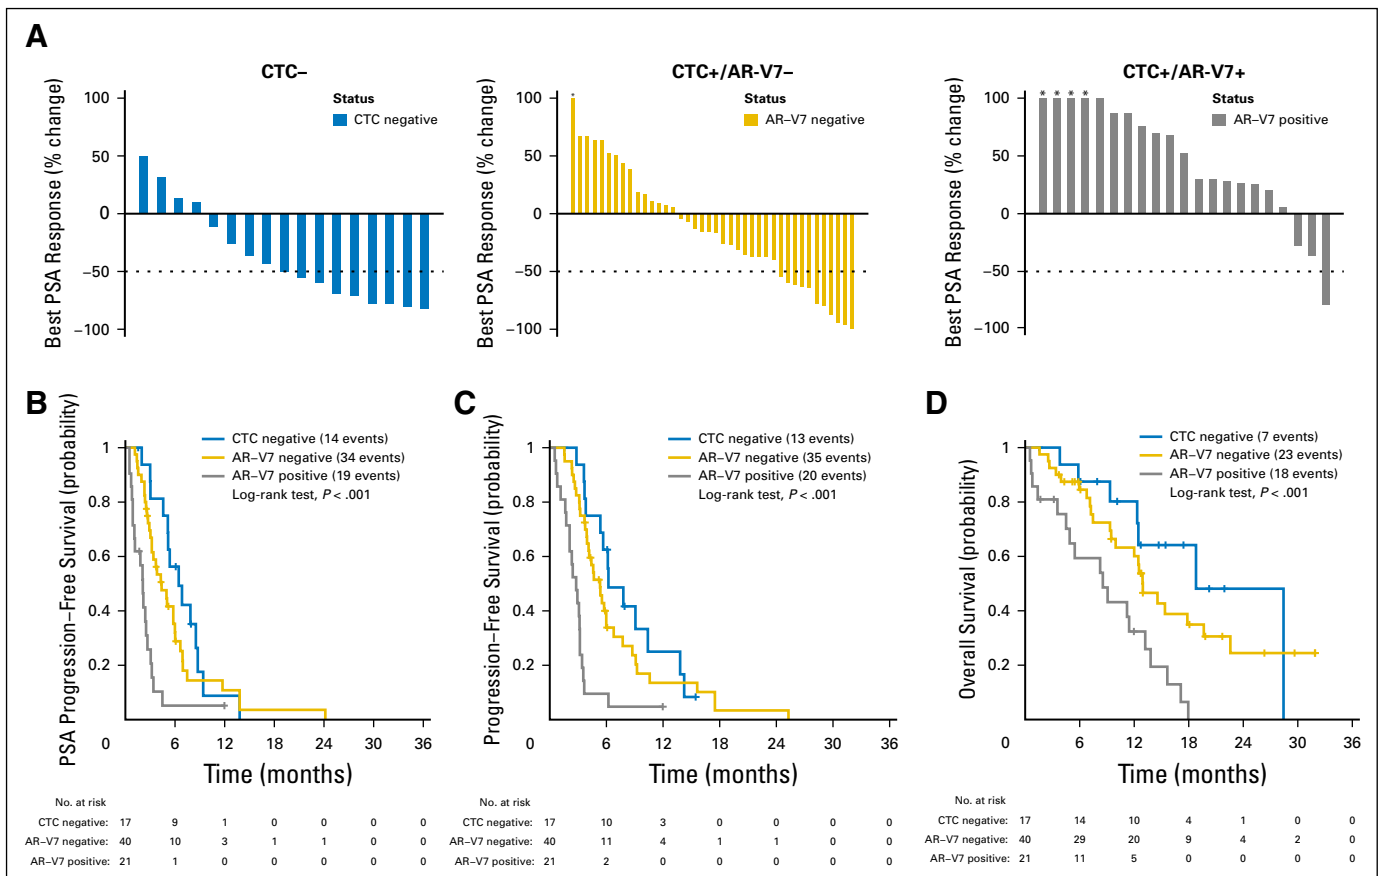 A
CTC–
CTC+/AR-V7–
CTC+/AR-V7+
Best PSA Response (% change)
100
50
0
–50
–100
Status
CTC negative
Best PSA Response (% change)
100
50
0
–50
–100
*
Status
AR–V7 negative
Best PSA Response (% change)
100
50
0
–50
–100
* * * *
Status
AR–V7 positive
B
PSA Progression–Free Survival (probability)
1
0.8
0.6
0.4
0.2
0
6 12 18 24 30 36
Time (months)
CTC negative (14 events)
AR–V7 negative (34 events)
AR–V7 positive (19 events)
Log-rank test, P < .001
No. at risk
CTC negative: 17 9 1 0 0 0 0
AR–V7 negative: 40 10 3 1 1 0 0
AR–V7 positive: 21 1 0 0 0 0 0
C
Progression–Free Survival (probability)
1
0.8
0.6
0.4
0.2
0
6 12 18 24 30 36
Time (months)
CTC negative (13 events)
AR–V7 negative (35 events)
AR–V7 positive (20 events)
Log-rank test, P < .001
No. at risk
CTC negative: 17 10 3 0 0 0 0
AR–V7 negative: 40 11 4 1 1 0 0
AR–V7 positive: 21 2 0 0 0 0 0
D
Overall Survival (probability)
1
0.8
0.6
0.4
0.2
0
6 12 18 24 30 36
Time (months)
CTC negative (7 events)
AR–V7 negative (23 events)
AR–V7 positive (18 events)
Log-rank test, P < .001
No. at risk
CTC negative: 17 14 10 4 1 0 0
AR–V7 negative: 40 29 20 9 4 2 0
AR–V7 positive: 21 11 5 0 0 0 0